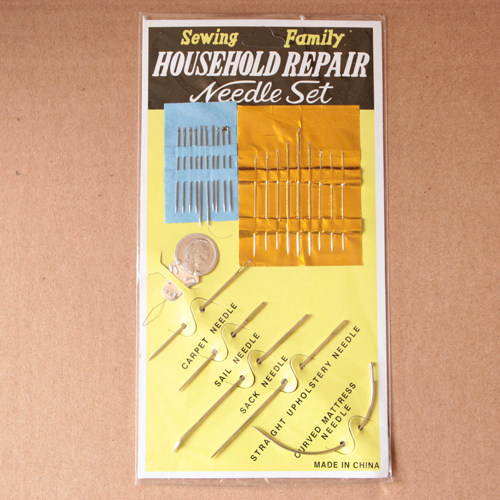 Sewing Family
HOUSEHOLD REPAIR
Needle Set
CARPET NEEDLE
SAIL NEEDLE
SACK NEEDLE
STRAIGHT UPHOLSTERY NEEDLE
CURVED MATTRESS
NEEDLE
MADE IN CHINA